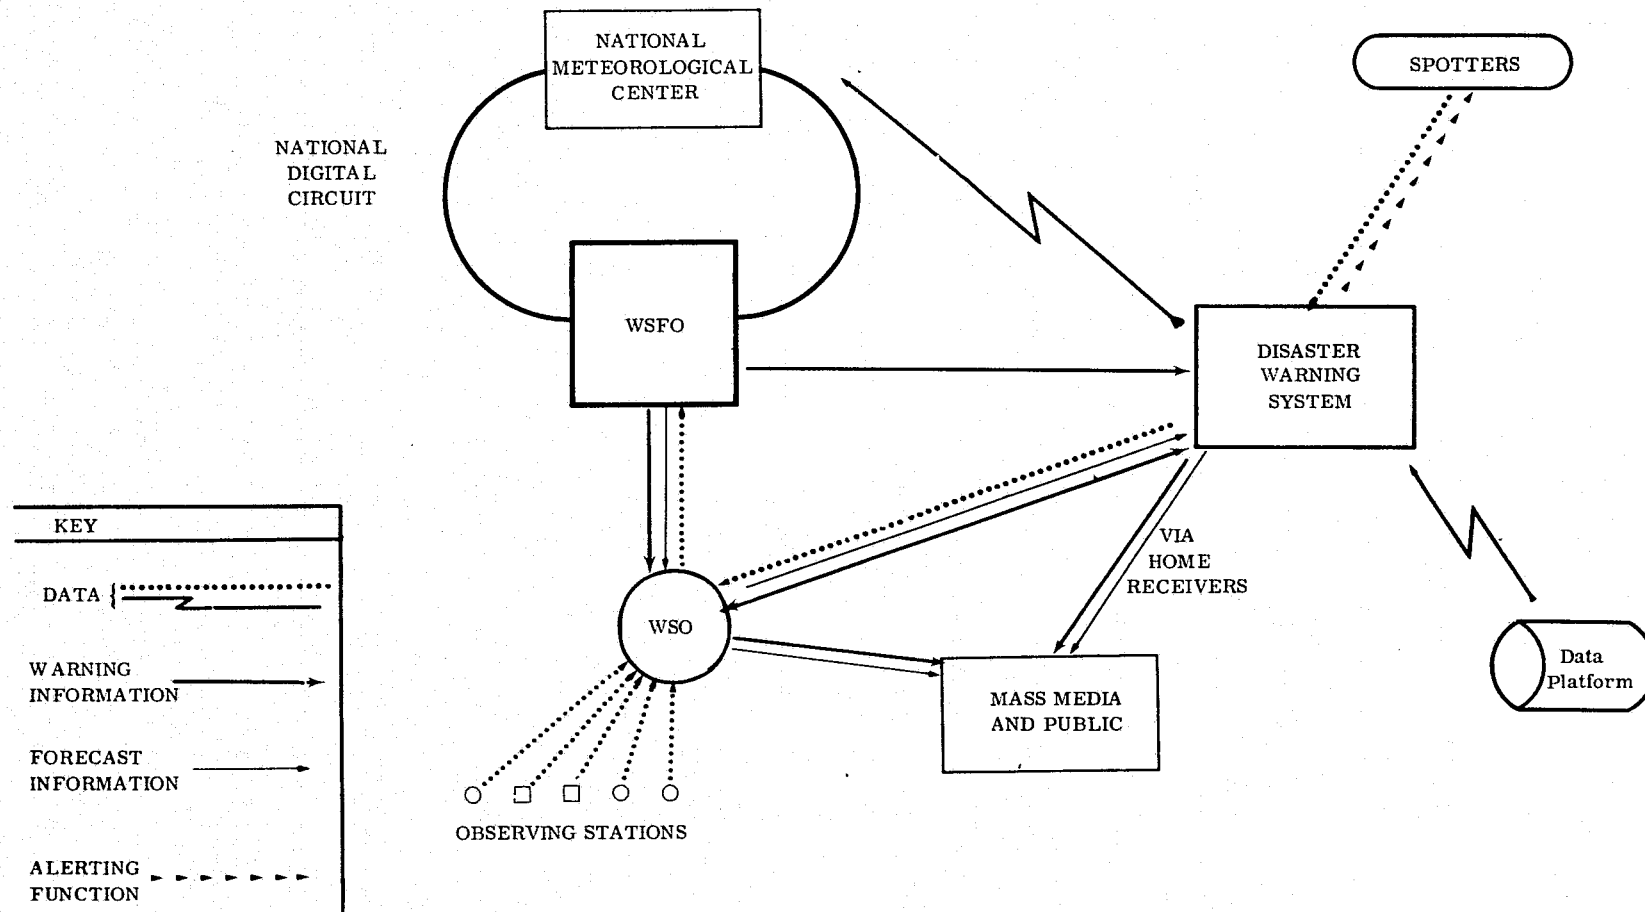 NATIONAL
METEOROLOGICAL
CENTER
SPOTTERS
NATIONAL
DIGITAL
CIRCUIT
WSFO
DISASTER
WARNING
SYSTEM
KEY
DATA {
WARNING
INFORMATION
FORECAST
INFORMATION
ALERTING
FUNCTION
VIA
HOME
RECEIVERS
WSO
MASS MEDIA
AND PUBLIC
Data
Platform
OBSERVING STATIONS